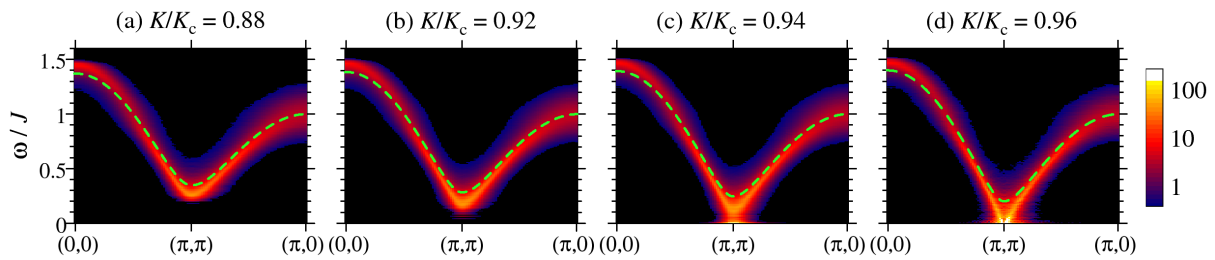 (a) K/Kc = 0.88
(b) K/Kc = 0.92
(c) K/Kc = 0.94
(d) K/Kc = 0.96
ω / J
1.5
1
0.5
0
(0,0) (π,π) (π,0)
(0,0) (π,π) (π,0)
(0,0) (π,π) (π,0)
(0,0) (π,π) (π,0)
100
10
1